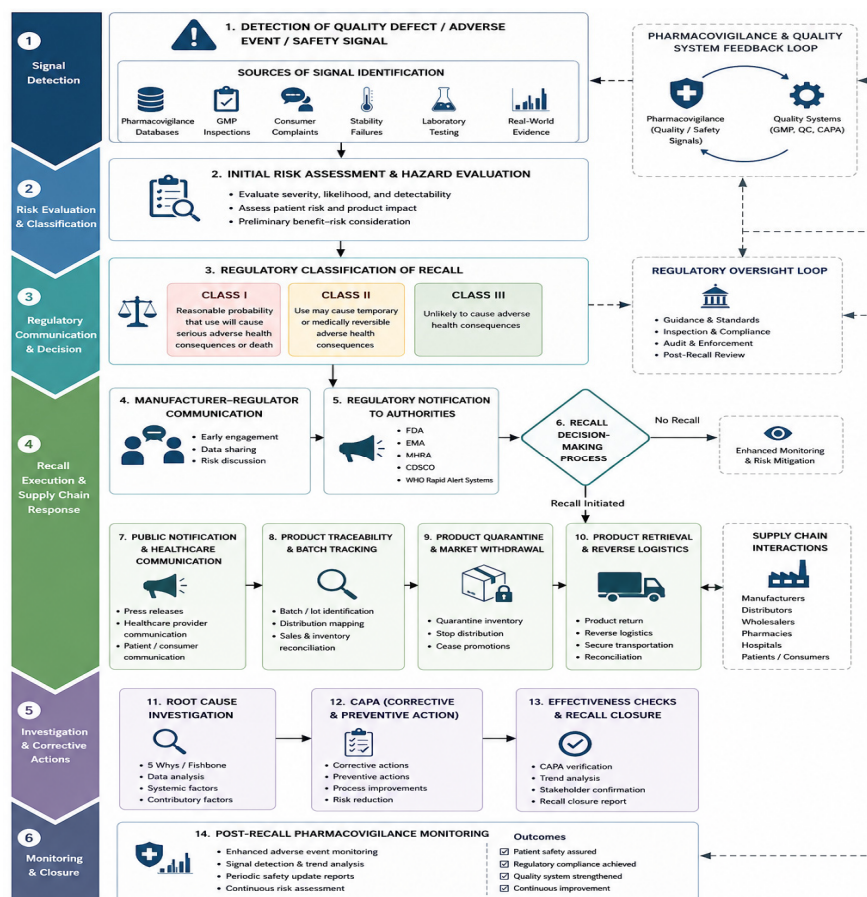 1
Signal
Detection
1. DETECTION OF QUALITY DEFECT / ADVERSE
EVENT / SAFETY SIGNAL
SOURCES OF SIGNAL IDENTIFICATION
Pharmacovigilance
Databases
GMP
Inspections
Consumer
Complaints
Stability
Failures
Laboratory
Testing
Real-World
Evidence
PHARMACOVIGILANCE & QUALITY
SYSTEM FEEDBACK LOOP
Pharmacovigilance
(Quality / Safety
Signals)
Quality Systems
(GMP, QC, CAPA)
2
Risk Evaluation
& Classification
2. INITIAL RISK ASSESSMENT & HAZARD EVALUATION
• Evaluate severity, likelihood, and detectability
• Assess patient risk and product impact
• Preliminary benefit–risk consideration
3
Regulatory
Communication
& Decision
3. REGULATORY CLASSIFICATION OF RECALL
CLASS I
Reasonable probability
that use will cause
serious adverse health
consequences or death
CLASS II
Use may cause temporary
or medically reversible
adverse health
consequences
CLASS III
Unlikely to cause adverse
health consequences
REGULATORY OVERSIGHT LOOP
• Guidance & Standards
• Inspection & Compliance
• Audit & Enforcement
• Post-Recall Review
4
Recall
Execution &
Supply Chain
Response
4. MANUFACTURER–REGULATOR
COMMUNICATION
• Early engagement
• Data sharing
• Risk discussion
5. REGULATORY NOTIFICATION
TO AUTHORITIES
• FDA
• EMA
• MHRA
• CDSCO
• WHO Rapid Alert Systems
6. RECALL
DECISION-
MAKING
PROCESS
No Recall
Enhanced Monitoring
& Risk Mitigation
Recall Initiated
7. PUBLIC NOTIFICATION
& HEALTHCARE
COMMUNICATION
• Press releases
• Healthcare provider
communication
• Patient / consumer
communication
8. PRODUCT TRACEABILITY
& BATCH TRACKING
• Batch / lot identification
• Distribution mapping
• Sales & inventory
reconciliation
9. PRODUCT QUARANTINE
& MARKET WITHDRAWAL
• Quarantine inventory
• Stop distribution
• Cease promotions
10. PRODUCT RETRIEVAL
& REVERSE LOGISTICS
• Product return
• Reverse logistics
• Secure transportation
• Reconciliation
SUPPLY CHAIN
INTERACTIONS
Manufacturers
Distributors
Wholesalers
Pharmacies
Hospitals
Patients / Consumers
5
Investigation
& Corrective
Actions
11. ROOT CAUSE
INVESTIGATION
• 5 Whys / Fishbone
• Data analysis
• Systemic factors
• Contributory factors
12. CAPA (CORRECTIVE
& PREVENTIVE ACTION)
• Corrective actions
• Preventive actions
• Process improvements
• Risk reduction
13. EFFECTIVENESS CHECKS
& RECALL CLOSURE
• CAPA verification
• Trend analysis
• Stakeholder confirmation
• Recall closure report
6
Monitoring
& Closure
14. POST-RECALL PHARMACOVIGILANCE MONITORING
• Enhanced adverse event monitoring
• Signal detection & trend analysis
• Periodic safety update reports
• Continuous risk assessment
Outcomes
Patient safety assured
Regulatory compliance achieved
Quality system strengthened
Continuous improvement